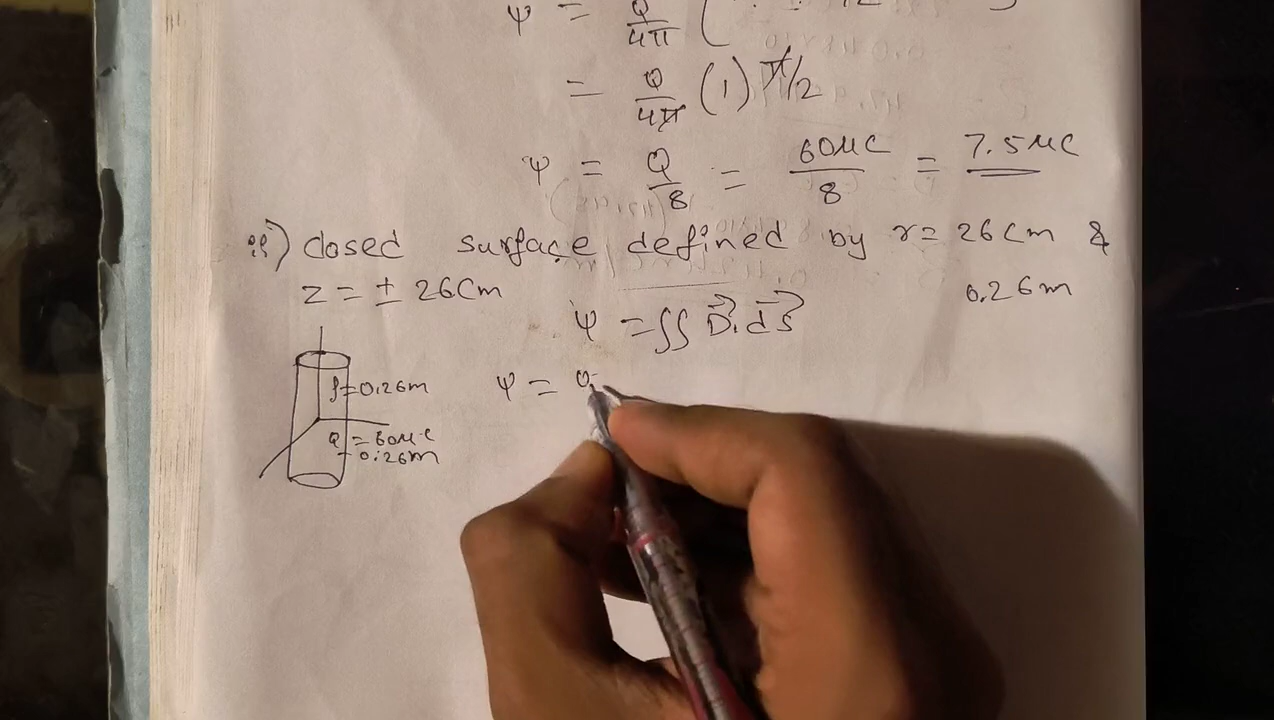 ψ = Q/4π (
= Q/4π (1) π/2
ψ = Q/8 = 60μC/8 = 7.5μC
ii) closed surface defined by r= 26cm &
z = ± 26cm 0.26m
ψ = ∫∫ D⃗. dS⃗
ρ=0.26m ψ = Q
Q = 60μC
0.26m